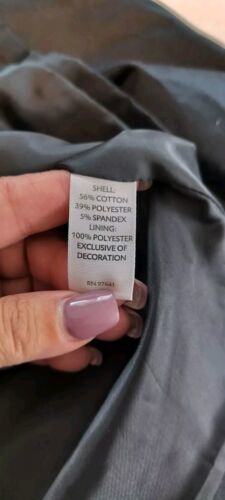 SHELL:
56% COTTON
39% POLYESTER
5% SPANDEX
LINING:
100% POLYESTER
EXCLUSIVE OF
DECORATION